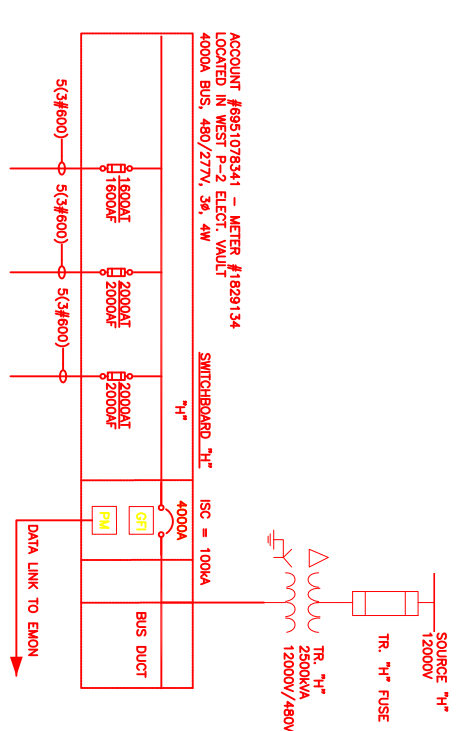 ACCOUNT #6951078341 - METER #1829134
LOCATED IN WEST P-2 ELECT. VAULT
4000A BUS, 480/277V, 3Ø, 4W
SWITCHBOARD "H"
"H"
ISC = 100kA
4000A
GFI
PM
BUS DUCT
1600AT
1600AF
2000AT
2000AF
2000AT
2000AF
5(3#600)
5(3#600)
5(3#600)
DATA LINK TO EMON
SOURCE "H"
12000V
TR. "H" FUSE
TR. "H"
2500kVA
12000V/480V